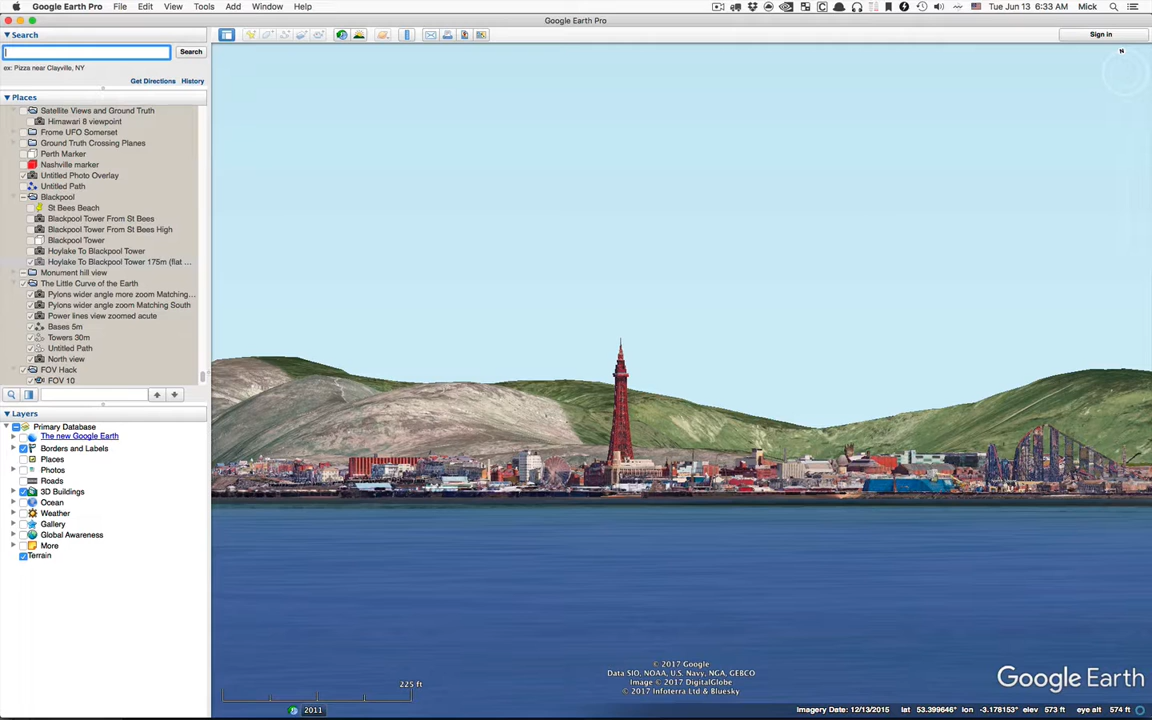 Google Earth Pro File Edit View Tools Add Window Help Tue Jun 13 6:33 AM Mick
Google Earth Pro
Search
Search
ex: Pizza near Clayville, NY
Get Directions History
Places
Satellite Views and Ground Truth
Himawari 8 viewpoint
Frome UFO Somerset
Ground Truth Crossing Planes
Perth Marker
Nashville marker
Untitled Photo Overlay
Untitled Path
Blackpool
St Bees Beach
Blackpool Tower From St Bees
Blackpool Tower From St Bees High
Blackpool Tower
Hoylake To Blackpool Tower
Hoylake To Blackpool Tower 175m (flat ...
Monument hill view
The Little Curve of the Earth
Pylons wider angle more zoom Matching...
Pylons wider angle zoom Matching South
Power lines view zoomed acute
Bases 5m
Towers 30m
Untitled Path
North view
FOV Hack
FOV 10
Layers
Primary Database
The new Google Earth
Borders and Labels
Places
Photos
Roads
3D Buildings
Ocean
Weather
Gallery
Global Awareness
More
Terrain
Sign in
N
225 ft
2011
© 2017 Google
Data SIO, NOAA, U.S. Navy, NGA, GEBCO
Image © 2017 DigitalGlobe
© 2017 Infoterra Ltd & Bluesky
Google Earth
Imagery Date: 12/13/2015 lat 53.399646° lon -3.178153° elev 573 ft eye alt 574 ft